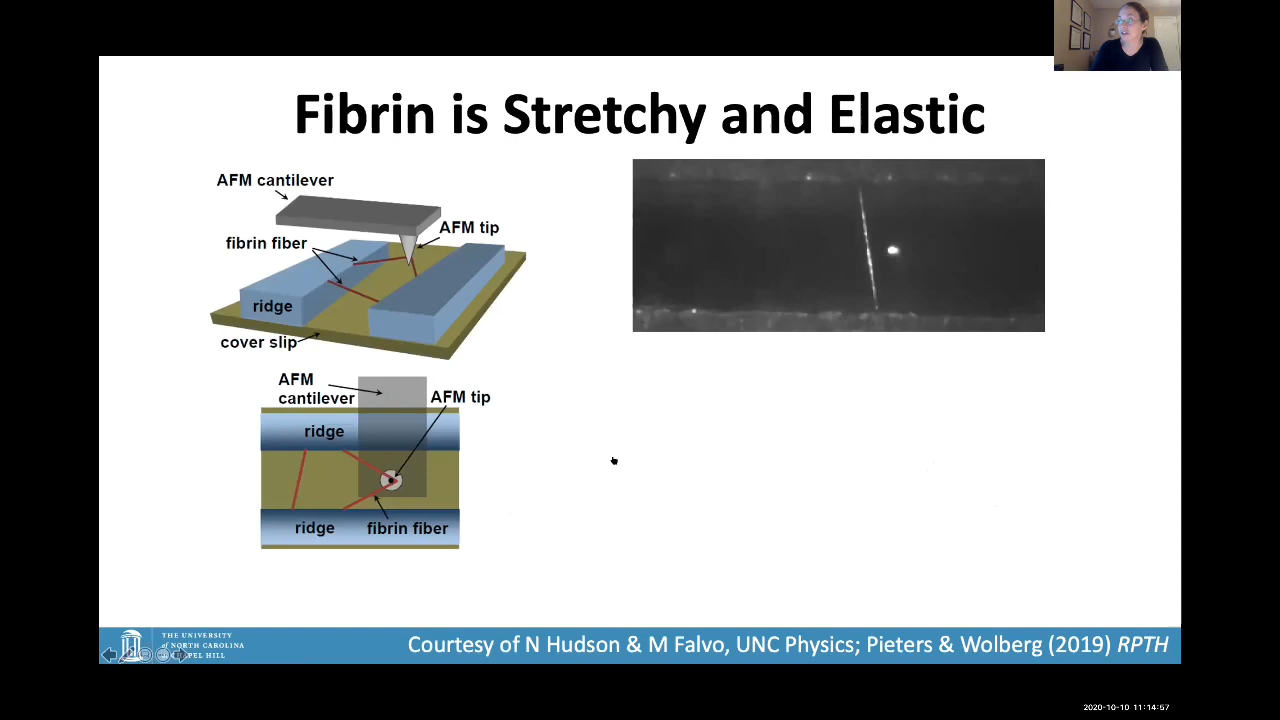 Fibrin is Stretchy and Elastic
AFM cantilever
AFM tip
fibrin fiber
ridge
cover slip
AFM
cantilever
AFM tip
ridge
ridge
fibrin fiber
THE UNIVERSITY
of NORTH CAROLINA
HILL
Courtesy of N Hudson & M Falvo, UNC Physics; Pieters & Wolberg (2019) RPTH
2020-10-10 11:14:57